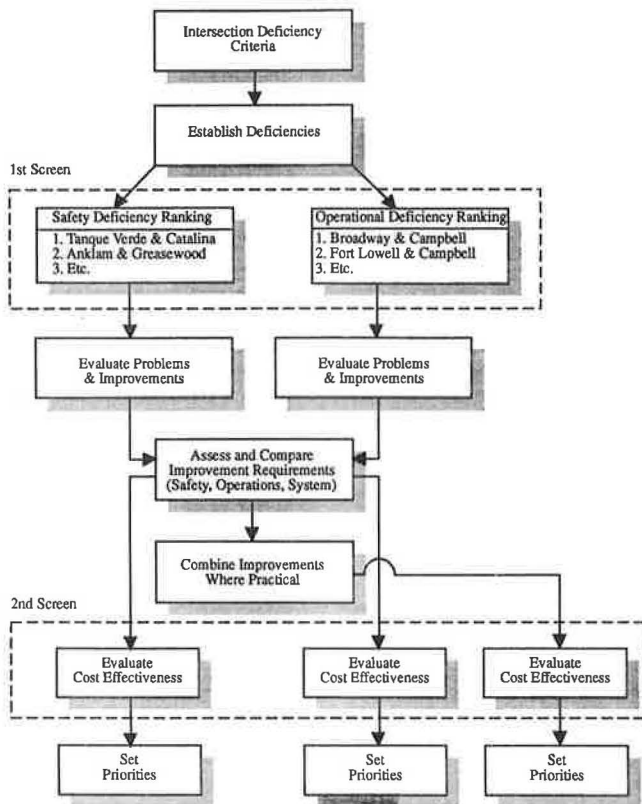 Intersection Deficiency
Criteria
Establish Deficiencies
1st Screen
Safety Deficiency Ranking
1. Tanque Verde & Catalina
2. Anklam & Greasewood
3. Etc.
Operational Deficiency Ranking
1. Broadway & Campbell
2. Fort Lowell & Campbell
3. Etc.
Evaluate Problems
& Improvements
Evaluate Problems
& Improvements
Assess and Compare
Improvement Requirements
(Safety, Operations, System)
Combine Improvements
Where Practical
2nd Screen
Evaluate
Cost Effectiveness
Evaluate
Cost Effectiveness
Evaluate
Cost Effectiveness
Set
Priorities
Set
Priorities
Set
Priorities